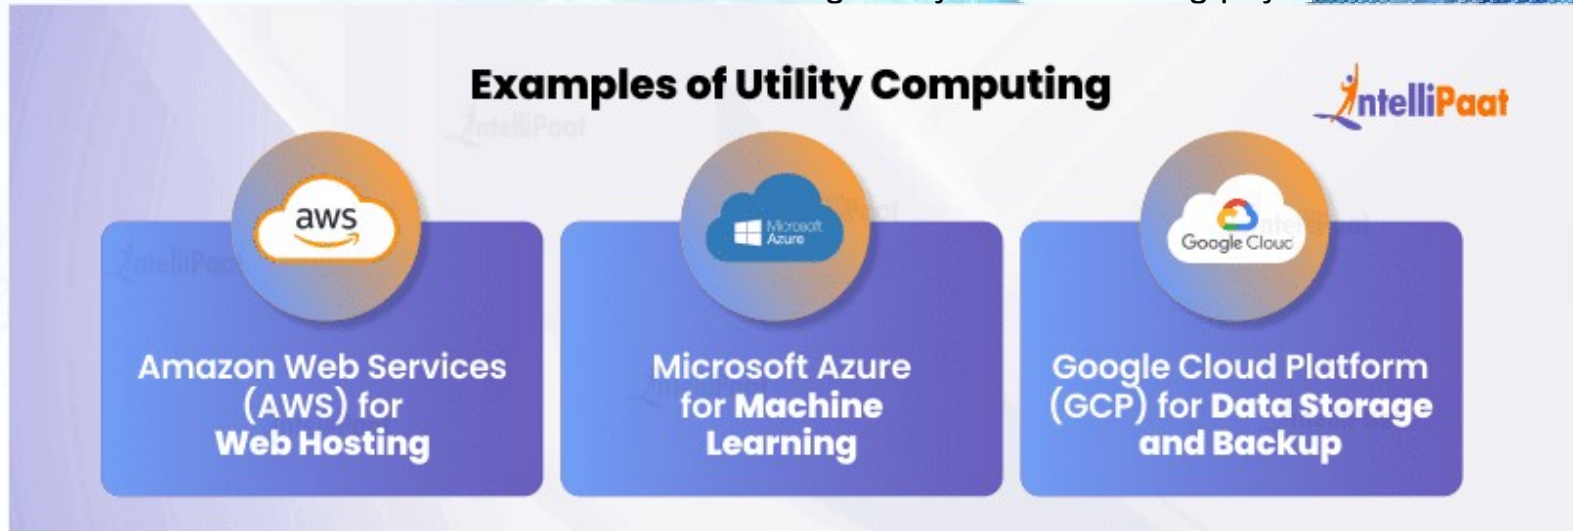 Examples of Utility Computing
IntelliPaat
aws
Microsoft
Azure
Google Cloud
Amazon Web Services
(AWS) for
Web Hosting
Microsoft Azure
for Machine
Learning
Google Cloud Platform
(GCP) for Data Storage
and Backup